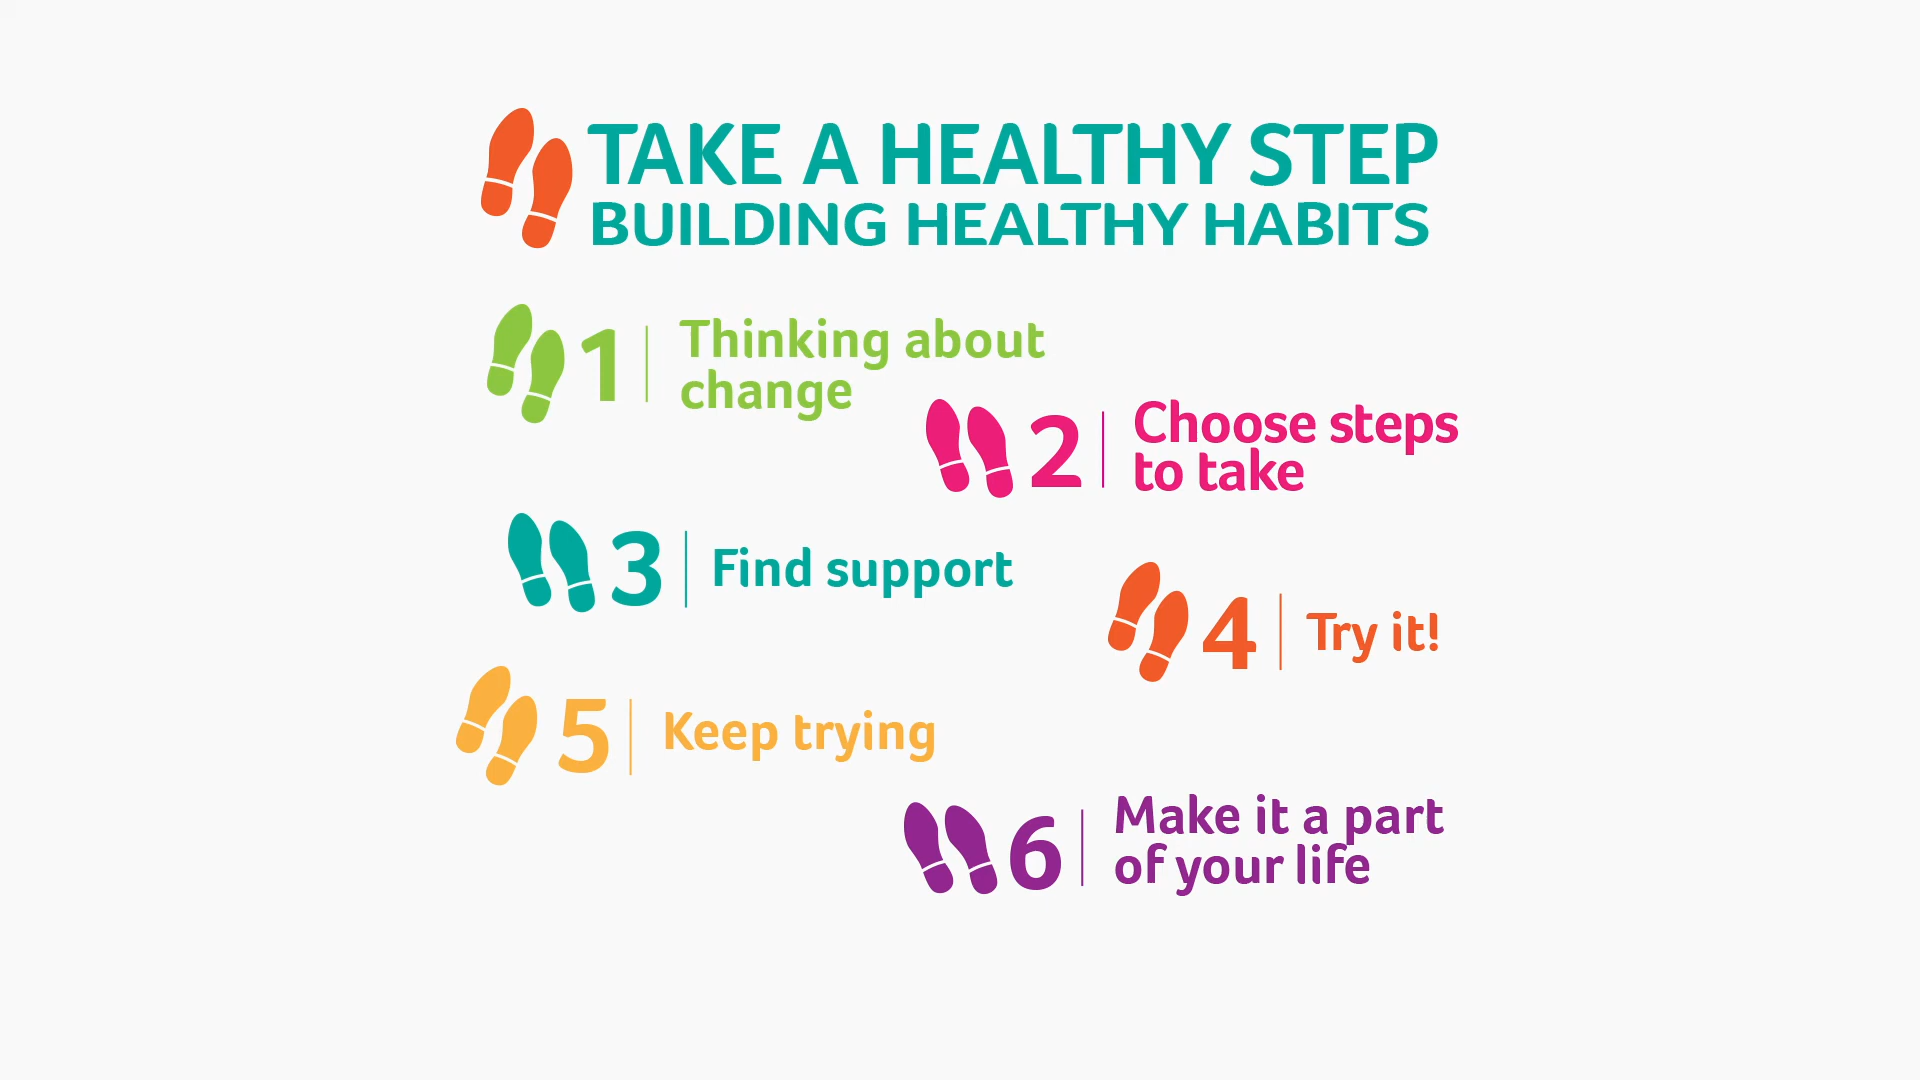 TAKE A HEALTHY STEP
BUILDING HEALTHY HABITS
1
Thinking about
change
2
Choose steps
to take
3
Find support
4
Try it!
5
Keep trying
6
Make it a part
of your life